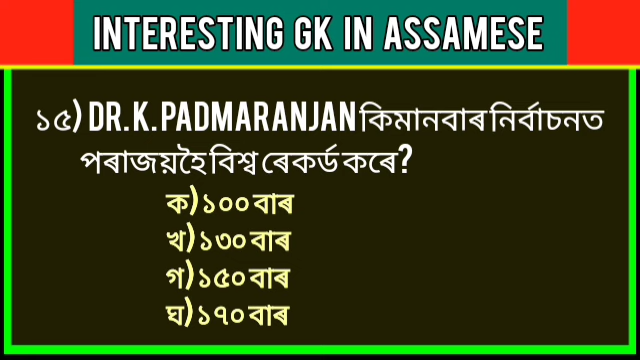 INTERESTING GK IN ASSAMESE
১৫) DR. K. PADMARANJAN কিমানবাৰ নিৰ্বাচনত
পৰাজয় হৈ বিশ্ব ৰেকৰ্ড কৰে?
ক) ১০০ বাৰ
খ) ১৩০ বাৰ
গ) ১৫০ বাৰ
ঘ) ১৭০ বাৰ